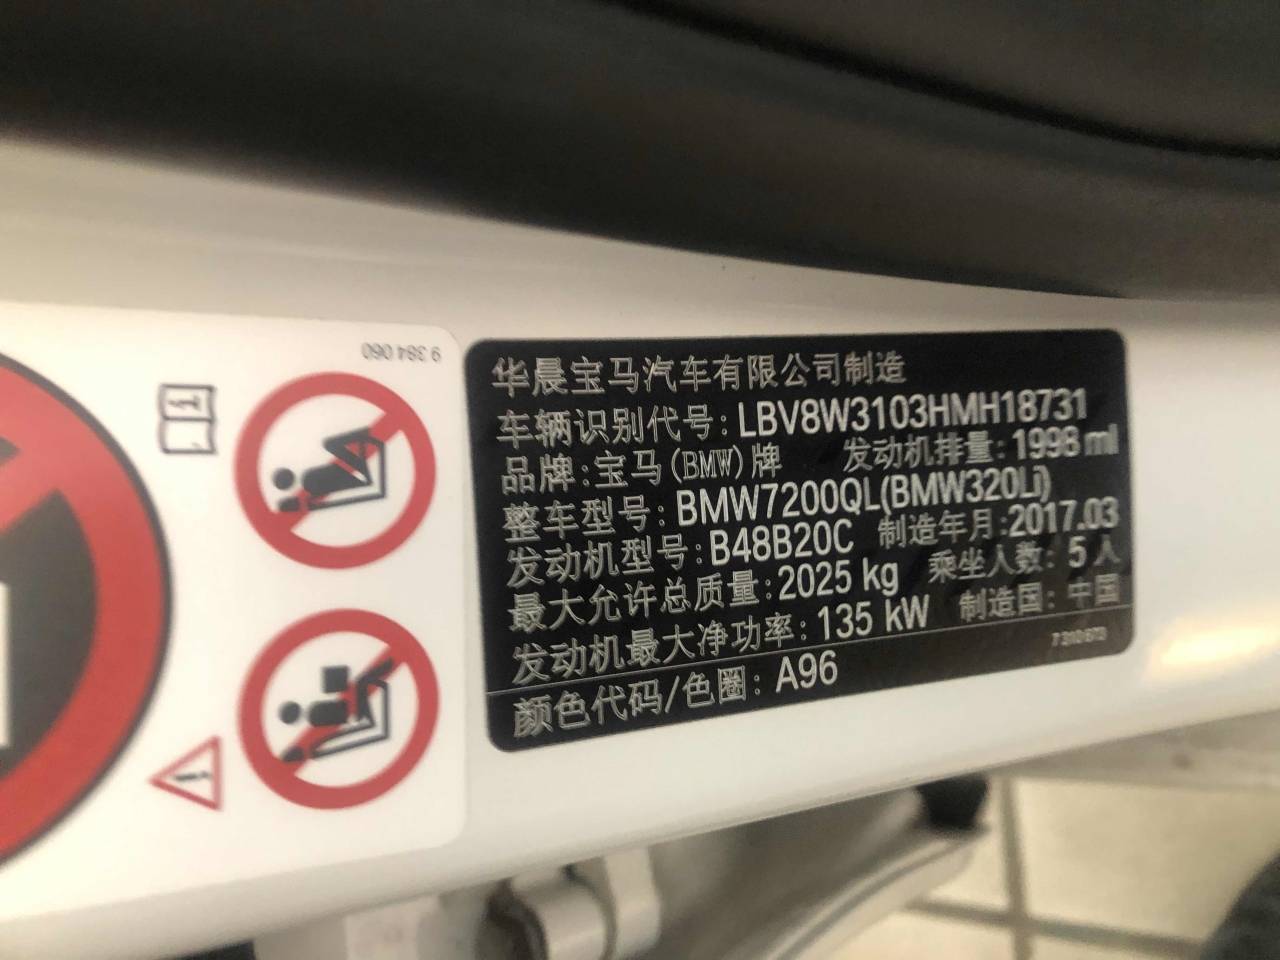 9 384 060
华晨宝马汽车有限公司制造
车辆识别代号: LBV8W3103HMH18731
品牌:宝马(BMW)牌 发动机排量: 1998 ml
整车型号: BMW7200QL(BMW320Li)
发动机型号: B48B20C 制造年月:2017.03
最大允许总质量: 2025 kg 乘坐人数: 5 人
发动机最大净功率: 135 kW 制造国: 中国
颜色代码/色圈: A96